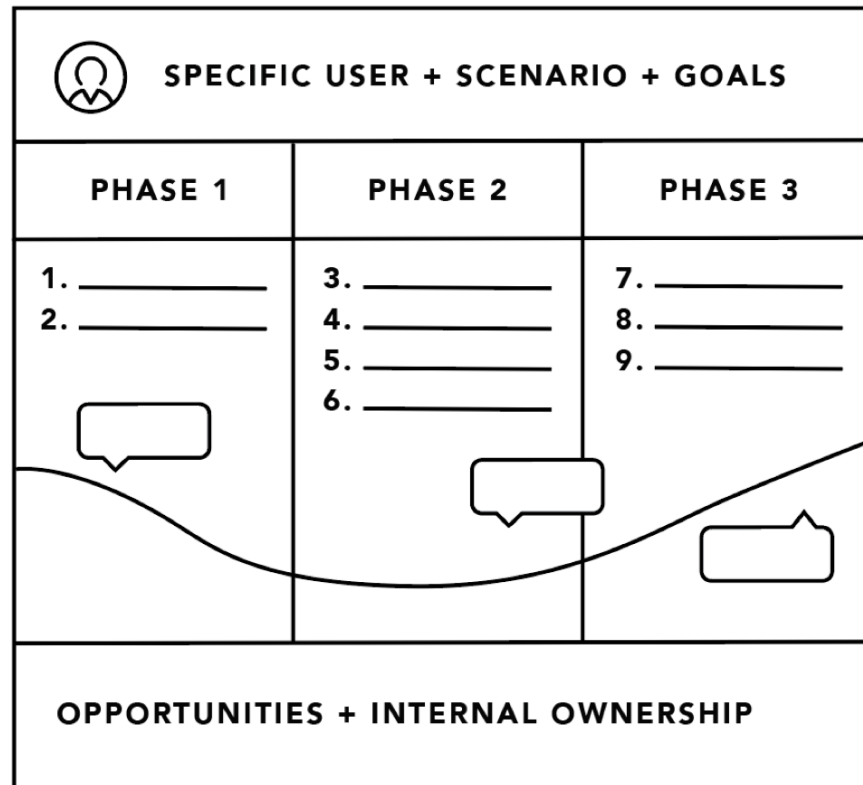 SPECIFIC USER + SCENARIO + GOALS
PHASE 1
PHASE 2
PHASE 3
1.
2.
3.
4.
5.
6.
7.
8.
9.
OPPORTUNITIES + INTERNAL OWNERSHIP